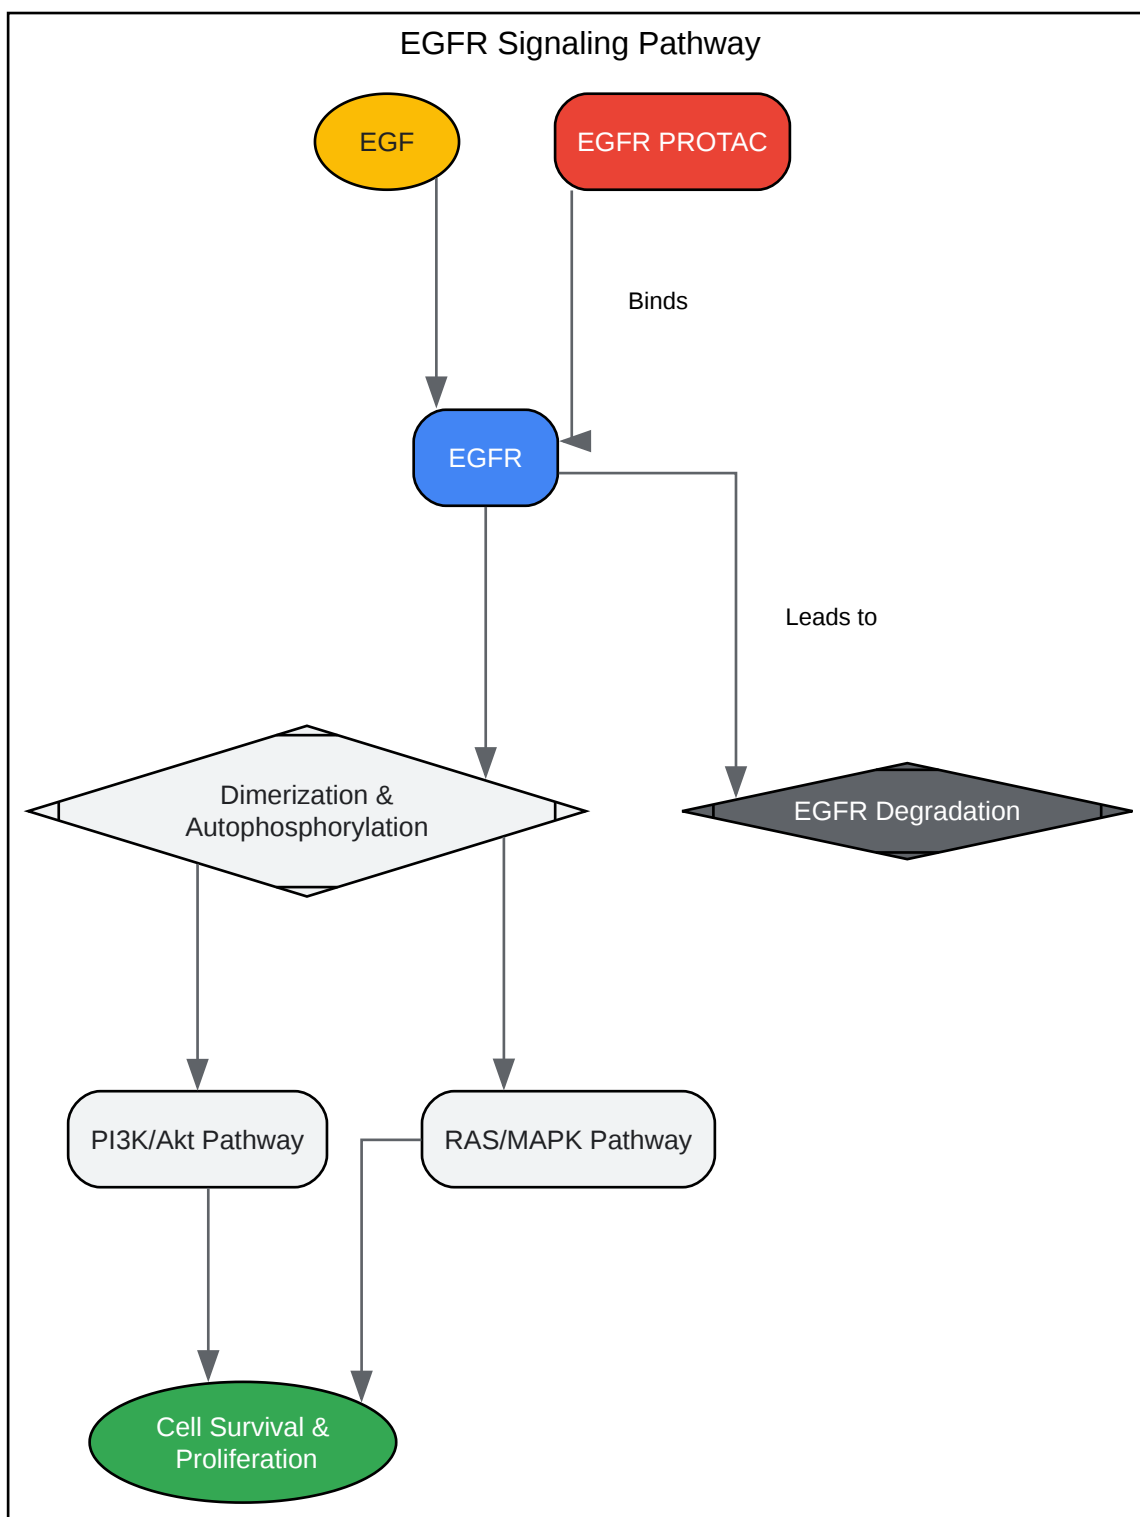 EGFR Signaling Pathway
EGF
EGFR PROTAC
Binds
EGFR
Leads to
Dimerization &
Autophosphorylation
EGFR Degradation
PI3K/Akt Pathway
RAS/MAPK Pathway
Cell Survival &
Proliferation